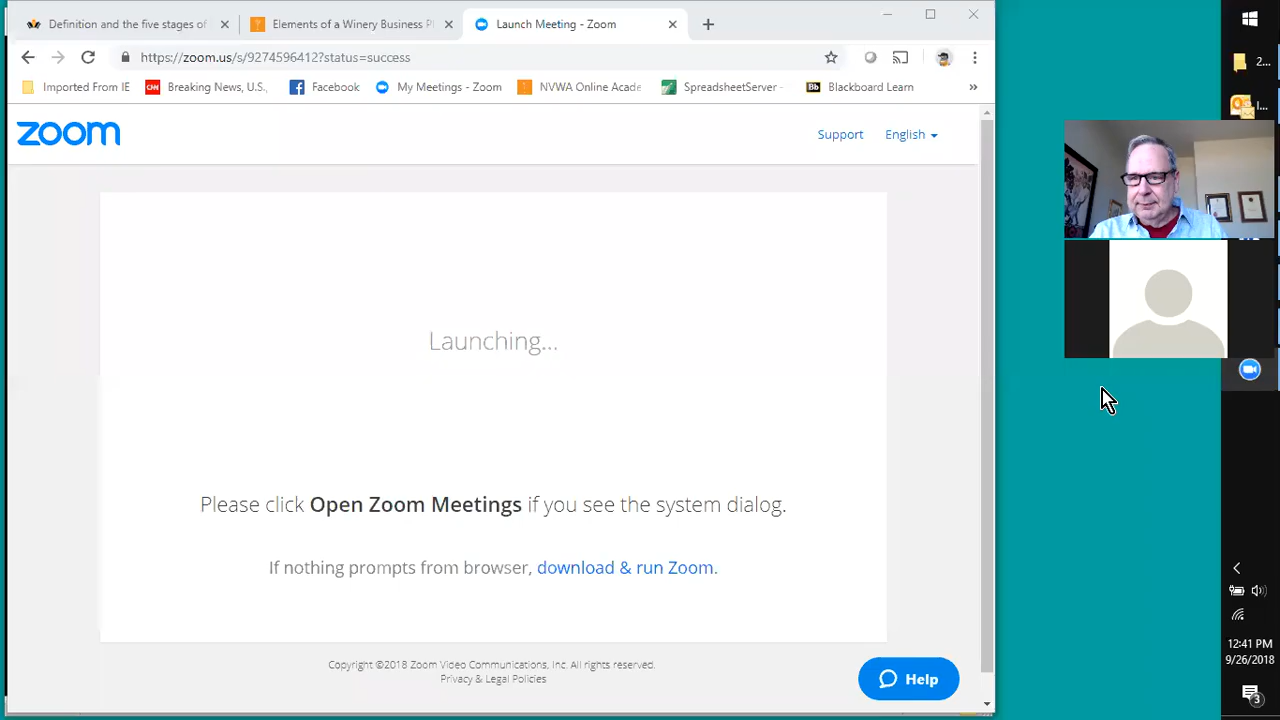 Definition and the five stages of
Elements of a Winery Business Pl
Launch Meeting - Zoom
https://zoom.us/s/9274596412?status=success
Imported From IE
CNN
Breaking News, U.S.,
Facebook
My Meetings - Zoom
NVWA Online Acade
SpreadsheetServer -
Bb
Blackboard Learn
»
zoom
Support
English
Launching...
Please click Open Zoom Meetings if you see the system dialog.
If nothing prompts from browser, download & run Zoom.
Copyright ©2018 Zoom Video Communications, Inc. All rights reserved.
Privacy & Legal Policies
Help
2...
I...
12:41 PM
9/26/2018
3